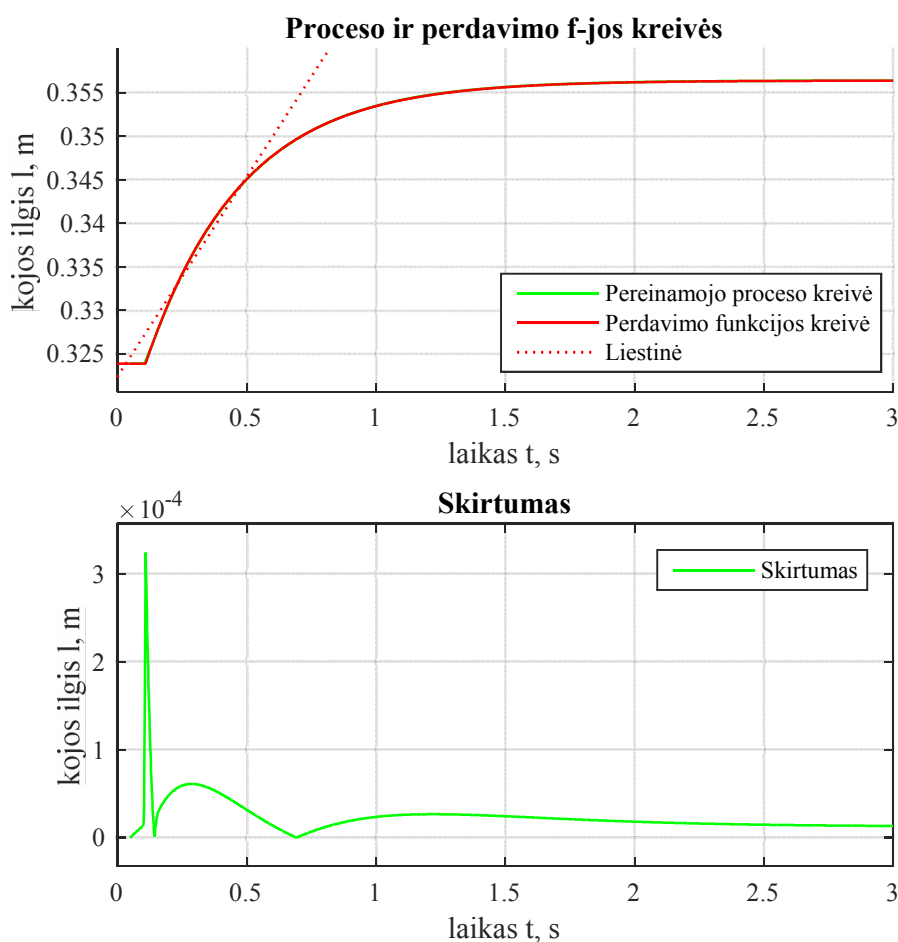 Proceso ir perdavimo f-jos kreivės
0.355
0.35
0.345
0.34
0.335
0.33
0.325
kojos ilgis l, m
Pereinamojo proceso kreivė
Perdavimo funkcijos kreivė
Liestinė
0 0.5 1 1.5 2 2.5 3
laikas t, s
×10-4
Skirtumas
3
2
1
0
kojos ilgis l, m
Skirtumas
0 0.5 1 1.5 2 2.5 3
laikas t, s